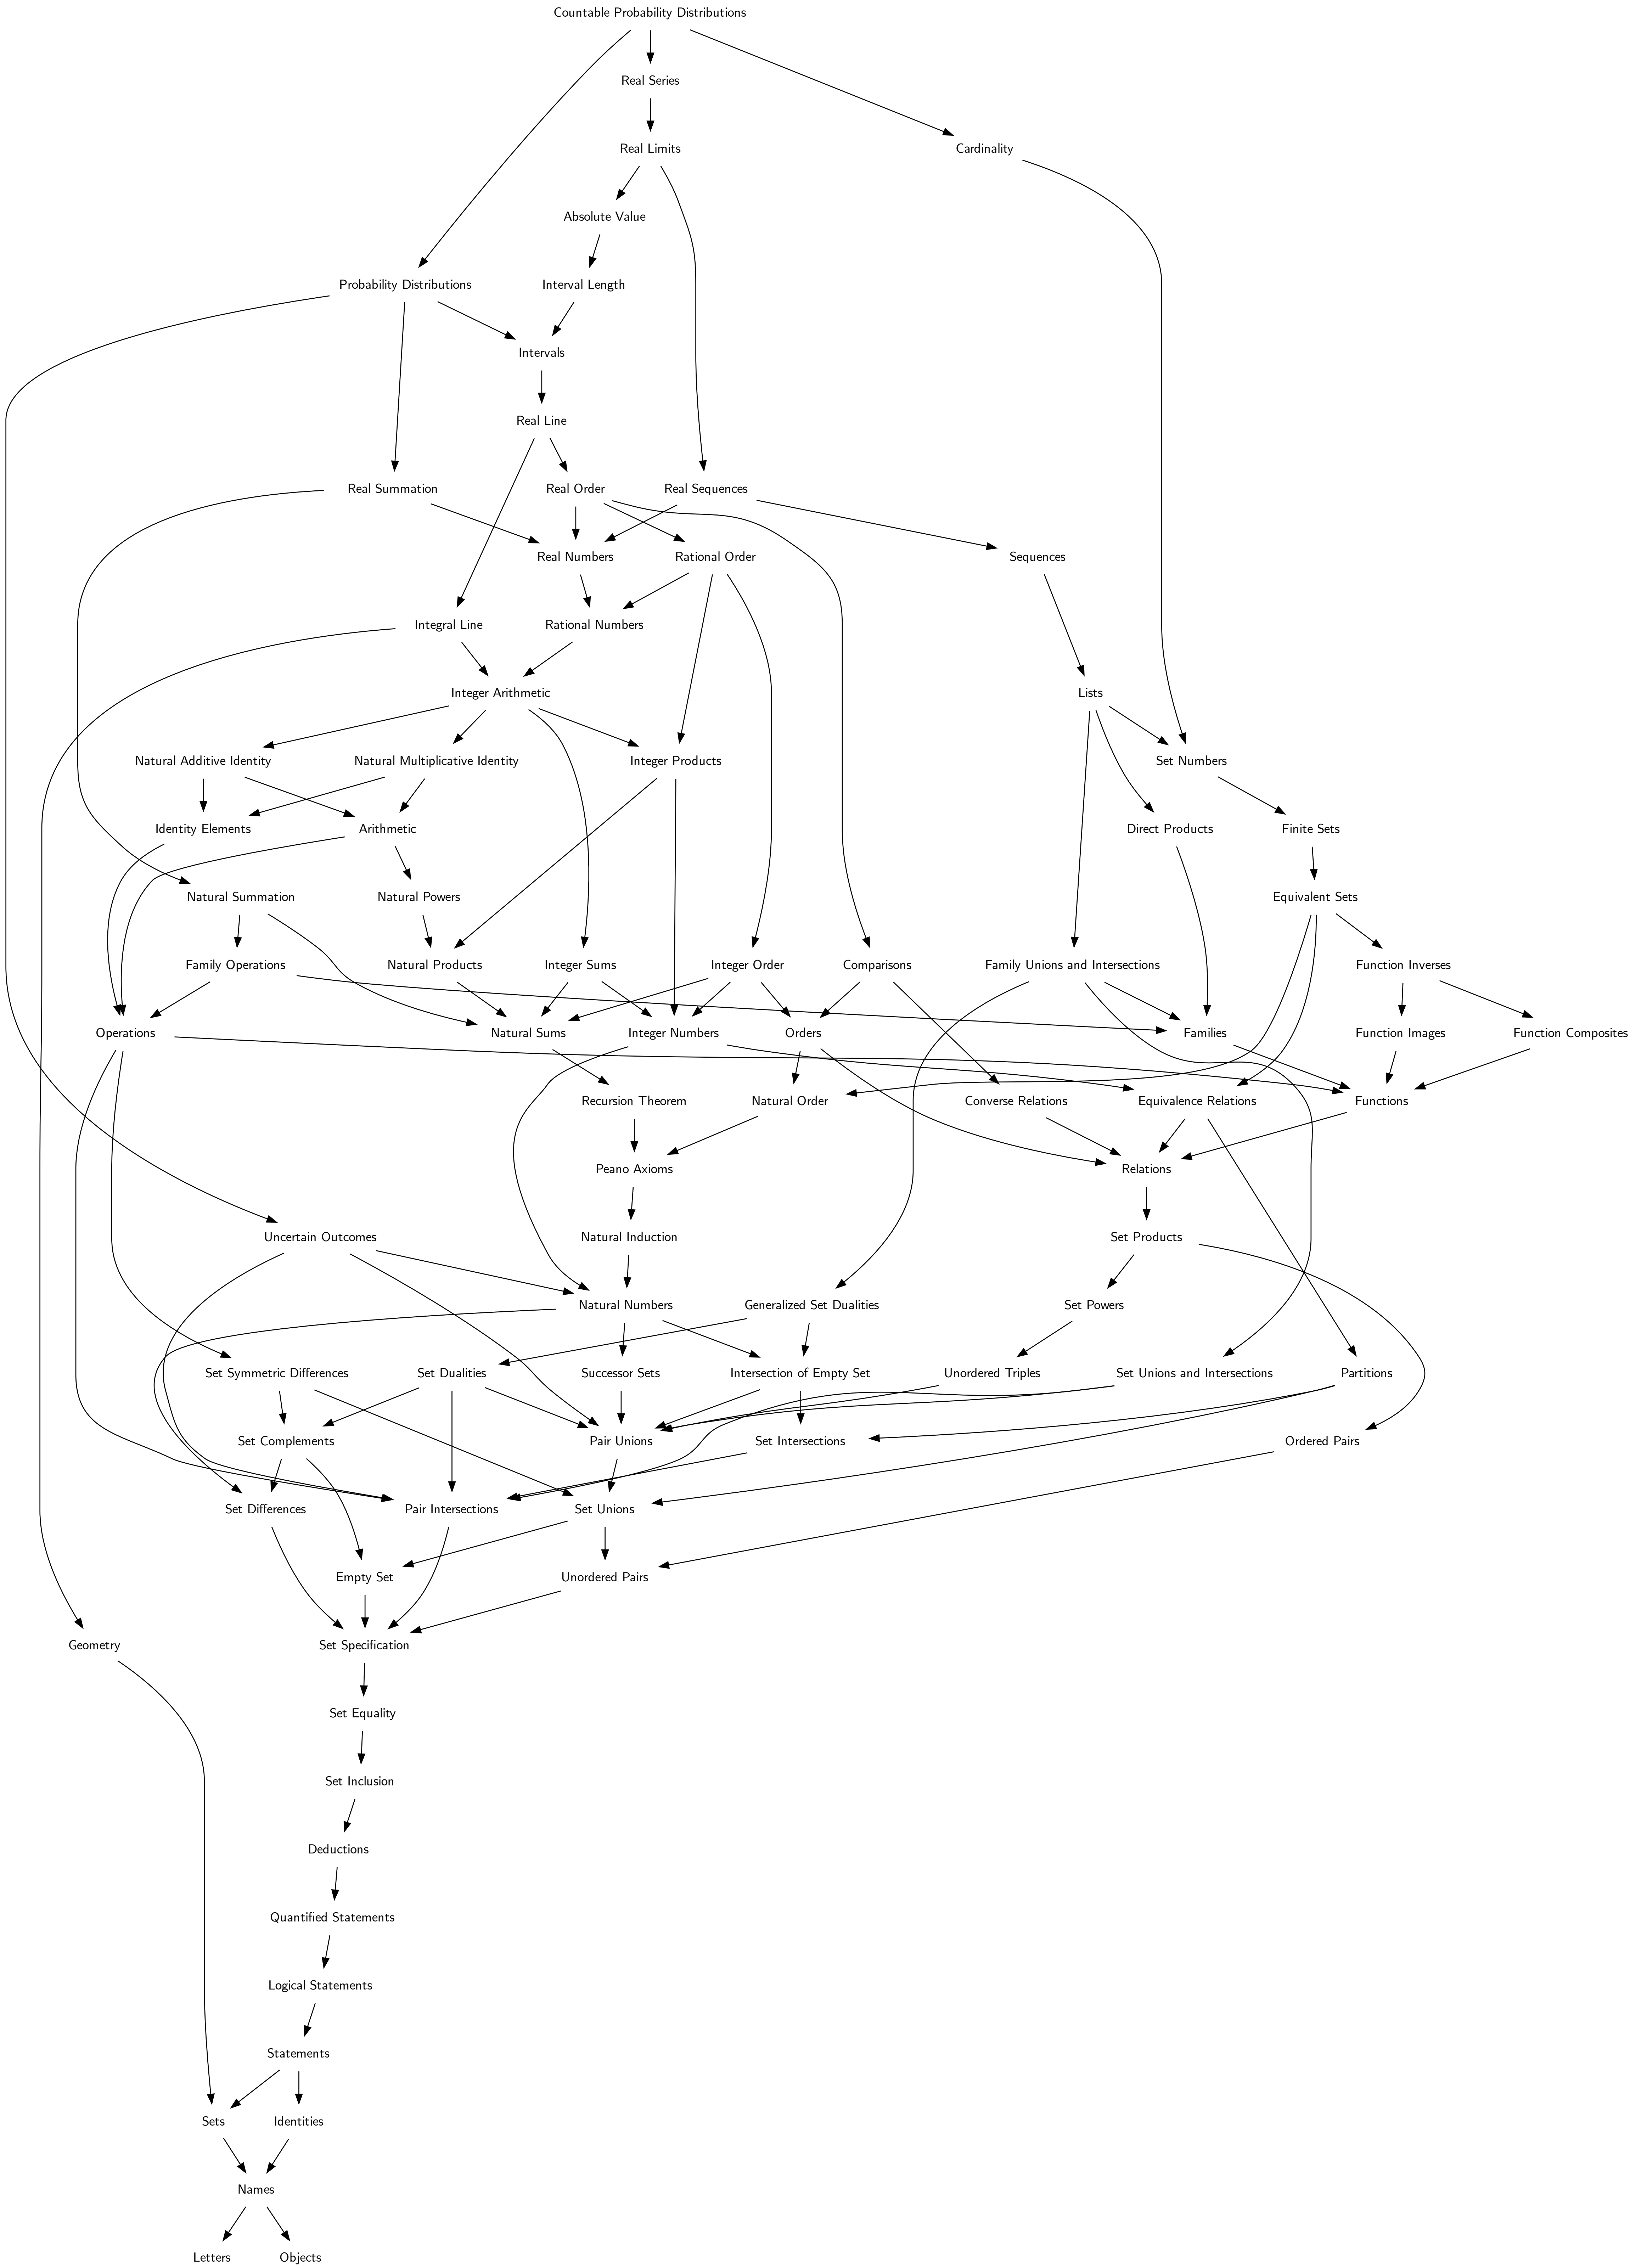 Countable Probability Distributions
Real Series
Real Limits
Cardinality
Absolute Value
Probability Distributions
Interval Length
Intervals
Real Line
Real Summation
Real Order
Real Sequences
Real Numbers
Rational Order
Sequences
Integral Line
Rational Numbers
Integer Arithmetic
Lists
Natural Additive Identity
Natural Multiplicative Identity
Integer Products
Set Numbers
Identity Elements
Arithmetic
Direct Products
Finite Sets
Natural Summation
Natural Powers
Equivalent Sets
Family Operations
Natural Products
Integer Sums
Integer Order
Comparisons
Family Unions and Intersections
Function Inverses
Operations
Natural Sums
Integer Numbers
Orders
Families
Function Images
Function Composites
Recursion Theorem
Natural Order
Converse Relations
Equivalence Relations
Functions
Peano Axioms
Relations
Uncertain Outcomes
Natural Induction
Set Products
Natural Numbers
Generalized Set Dualities
Set Powers
Set Symmetric Differences
Set Dualities
Successor Sets
Intersection of Empty Set
Unordered Triples
Set Unions and Intersections
Partitions
Set Complements
Pair Unions
Set Intersections
Ordered Pairs
Set Differences
Pair Intersections
Set Unions
Empty Set
Unordered Pairs
Geometry
Set Specification
Set Equality
Set Inclusion
Deductions
Quantified Statements
Logical Statements
Statements
Sets
Identities
Names
Letters
Objects